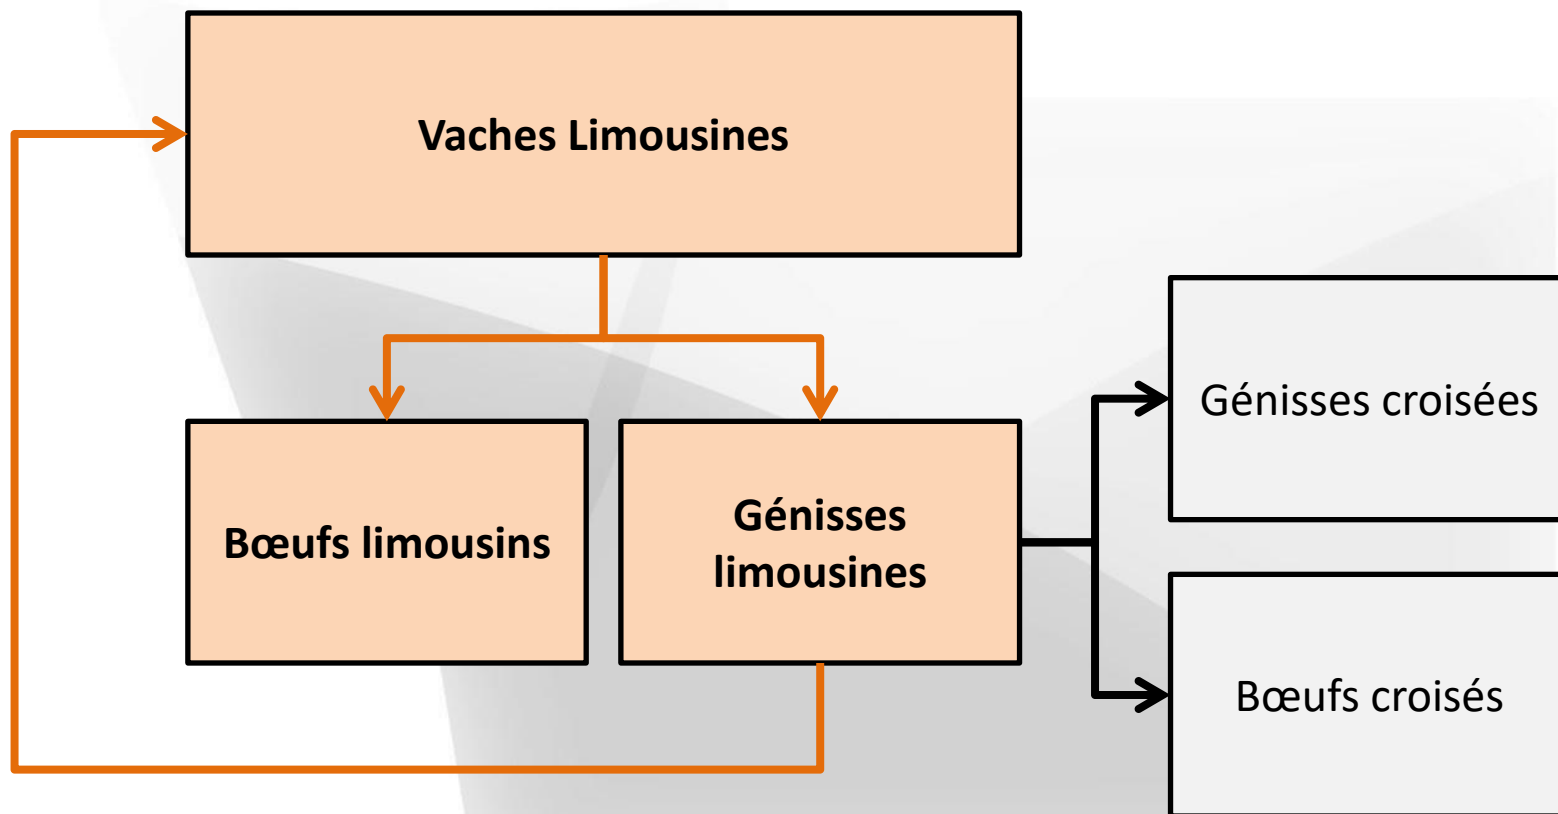 Vaches Limousines
Bœufs limousins
Génisses
limousines
Génisses croisées
Bœufs croisés